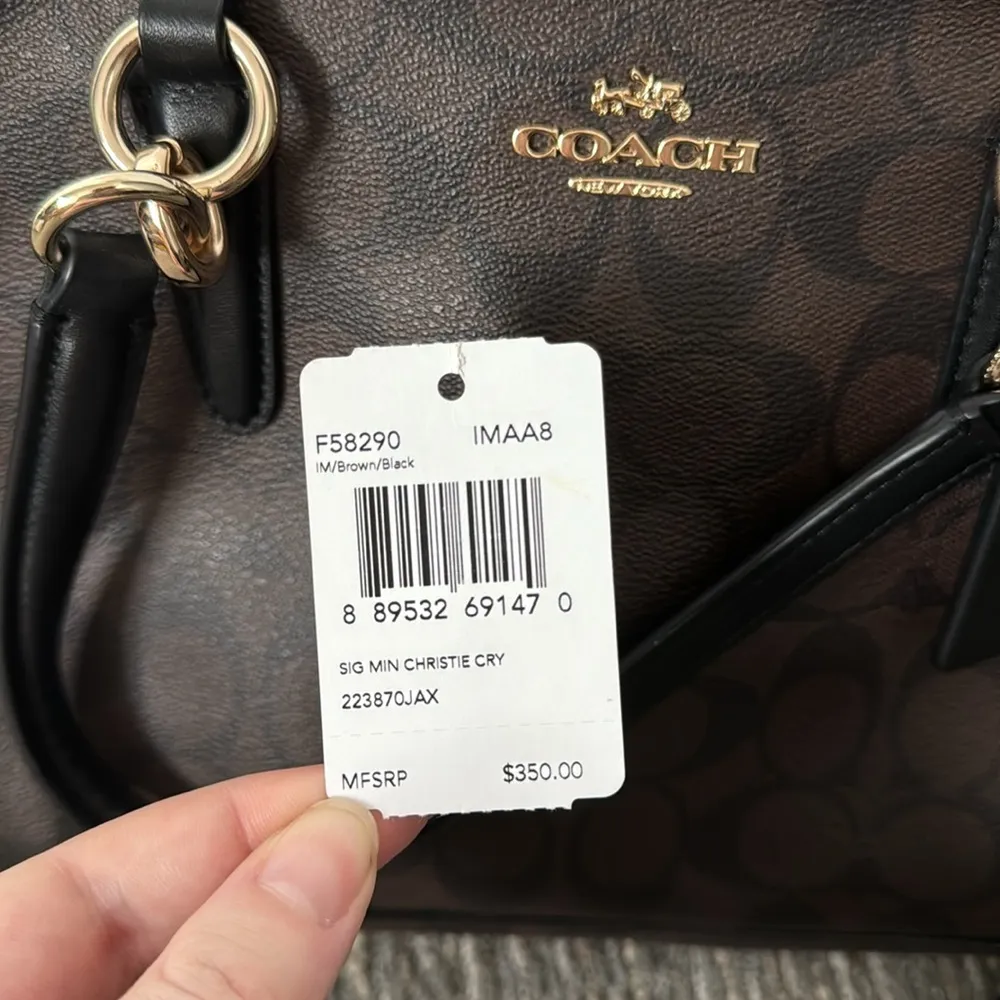 COACH
NEW YORK
F58290 IMAA8
IM/Brown/Black
8 89532 69147 0
SIG MIN CHRISTIE CRY
223870JAX
MFSRP $350.00